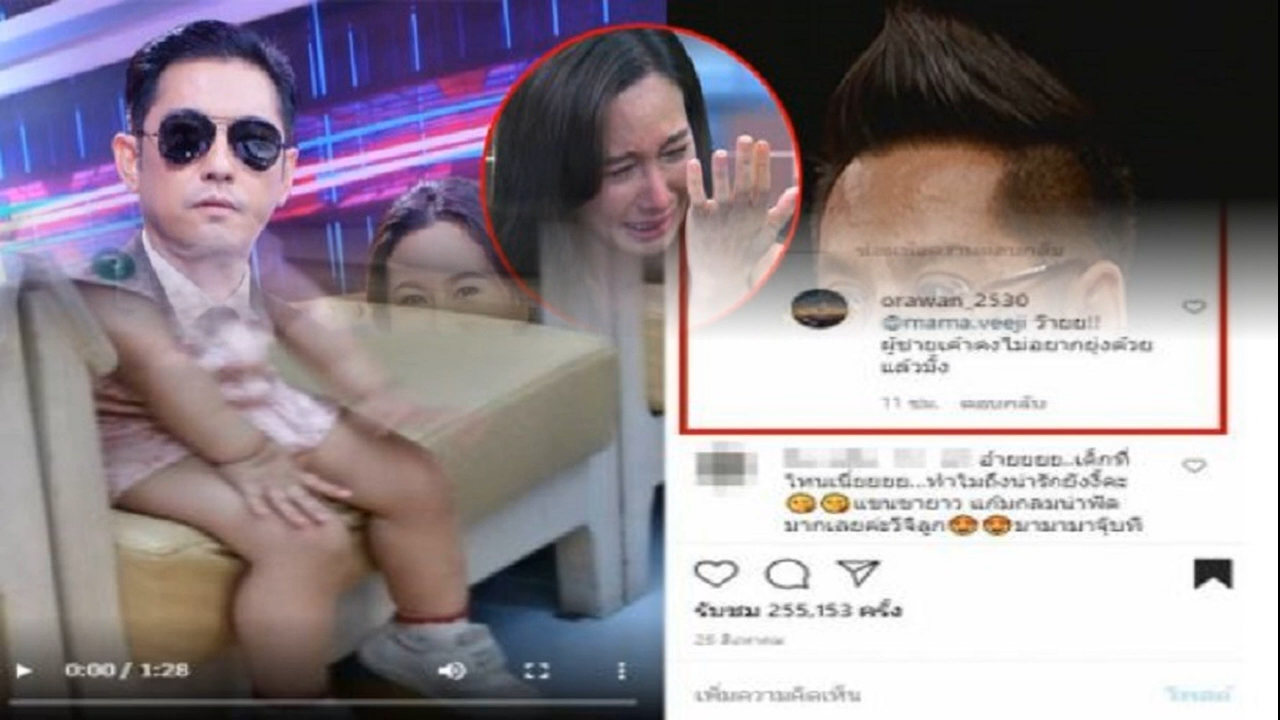 0:00 / 1:28
orawan_2530
@mama.veeji ว้ายย!!
ผู้ชายเค้าคงไม่อยากยุ่งด้วย
แล้วมั้ง
11 ชม. ตอบกลับ
อ๋ายยยย..เด็กที่
ไหนเนี่ยยยย...ทำไมถึงน่ารักยังงี้คะ
😙😙แขนขายาว แก้มกลมน่าฟัด
มากเลยค่ะวีจิลูก🥰🥰มามามาจุ๊บที
รับชม 255,153 ครั้ง
26 สิงหาคม
เพิ่มความคิดเห็น
โพสต์